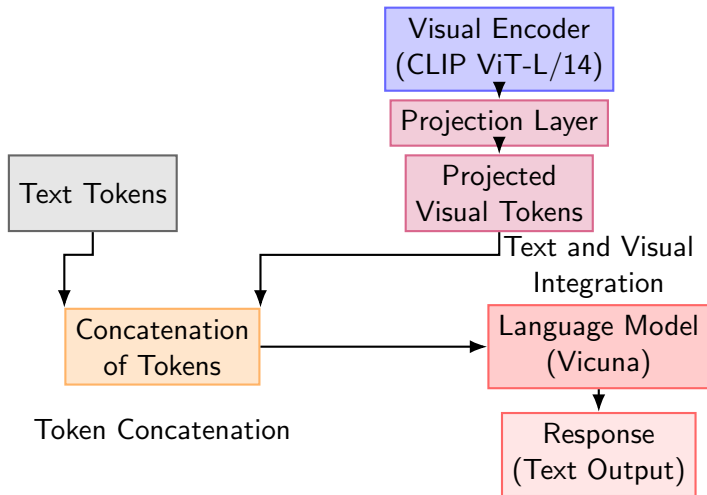 Visual Encoder
(CLIP ViT-L/14)
Projection Layer
Text Tokens
Projected
Visual Tokens
Text and Visual
Integration
Concatenation
of Tokens
Language Model
(Vicuna)
Token Concatenation
Response
(Text Output)